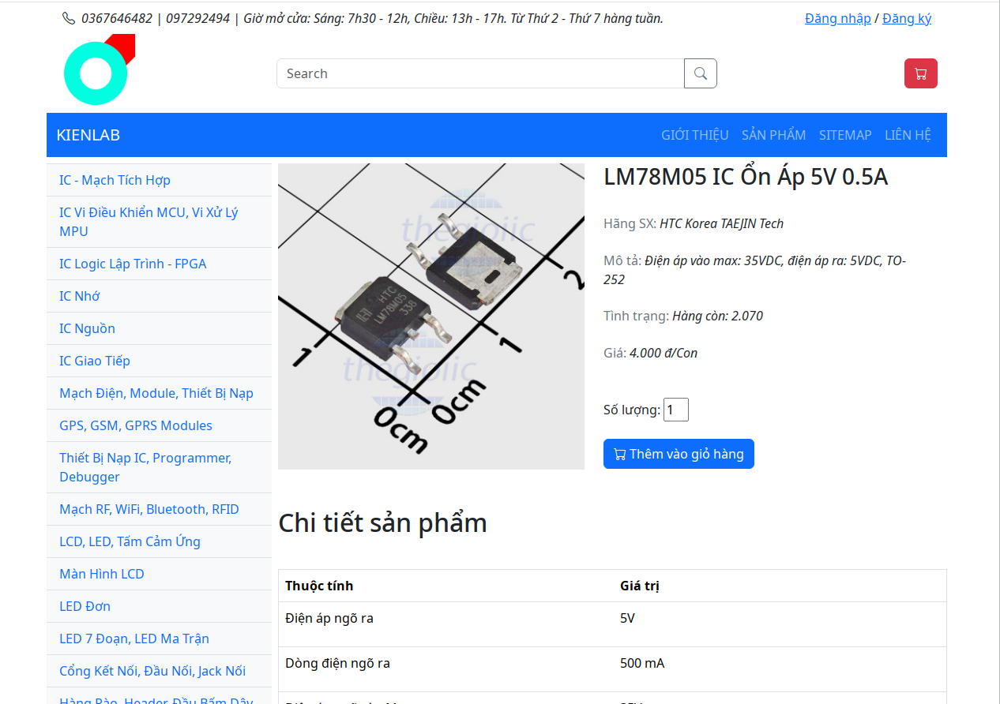 0367646482 | 097292494 | Giờ mở cửa: Sáng: 7h30 - 12h, Chiều: 13h - 17h. Từ Thứ 2 - Thứ 7 hàng tuần.
Đăng nhập / Đăng ký
Search
KIENLAB
GIỚI THIỆU SẢN PHẨM SITEMAP LIÊN HỆ
IC - Mạch Tích Hợp
IC Vi Điều Khiển MCU, Vi Xử Lý
MPU
IC Logic Lập Trình - FPGA
IC Nhớ
IC Nguồn
IC Giao Tiếp
Mạch Điện, Module, Thiết Bị Nạp
GPS, GSM, GPRS Modules
Thiết Bị Nạp IC, Programmer,
Debugger
Mạch RF, WiFi, Bluetooth, RFID
LCD, LED, Tấm Cảm Ứng
Màn Hình LCD
LED Đơn
LED 7 Đoạn, LED Ma Trận
Cổng Kết Nối, Đầu Nối, Jack Nối
Hàng Rào, Header, Đầu Bấm Dây
thegioiic
2
HTC
LM78M05
338
1
1
thegioiic
0cm
0cm
LM78M05 IC Ổn Áp 5V 0.5A
Hãng SX: HTC Korea TAEJIN Tech
Mô tả: Điện áp vào max: 35VDC, điện áp ra: 5VDC, TO-
252
Tình trạng: Hàng còn: 2.070
Giá: 4.000 đ/Con
Số lượng: 1
Thêm vào giỏ hàng
Chi tiết sản phẩm
Thuộc tính Giá trị
Điện áp ngõ ra 5V
Dòng điện ngõ ra 500 mA